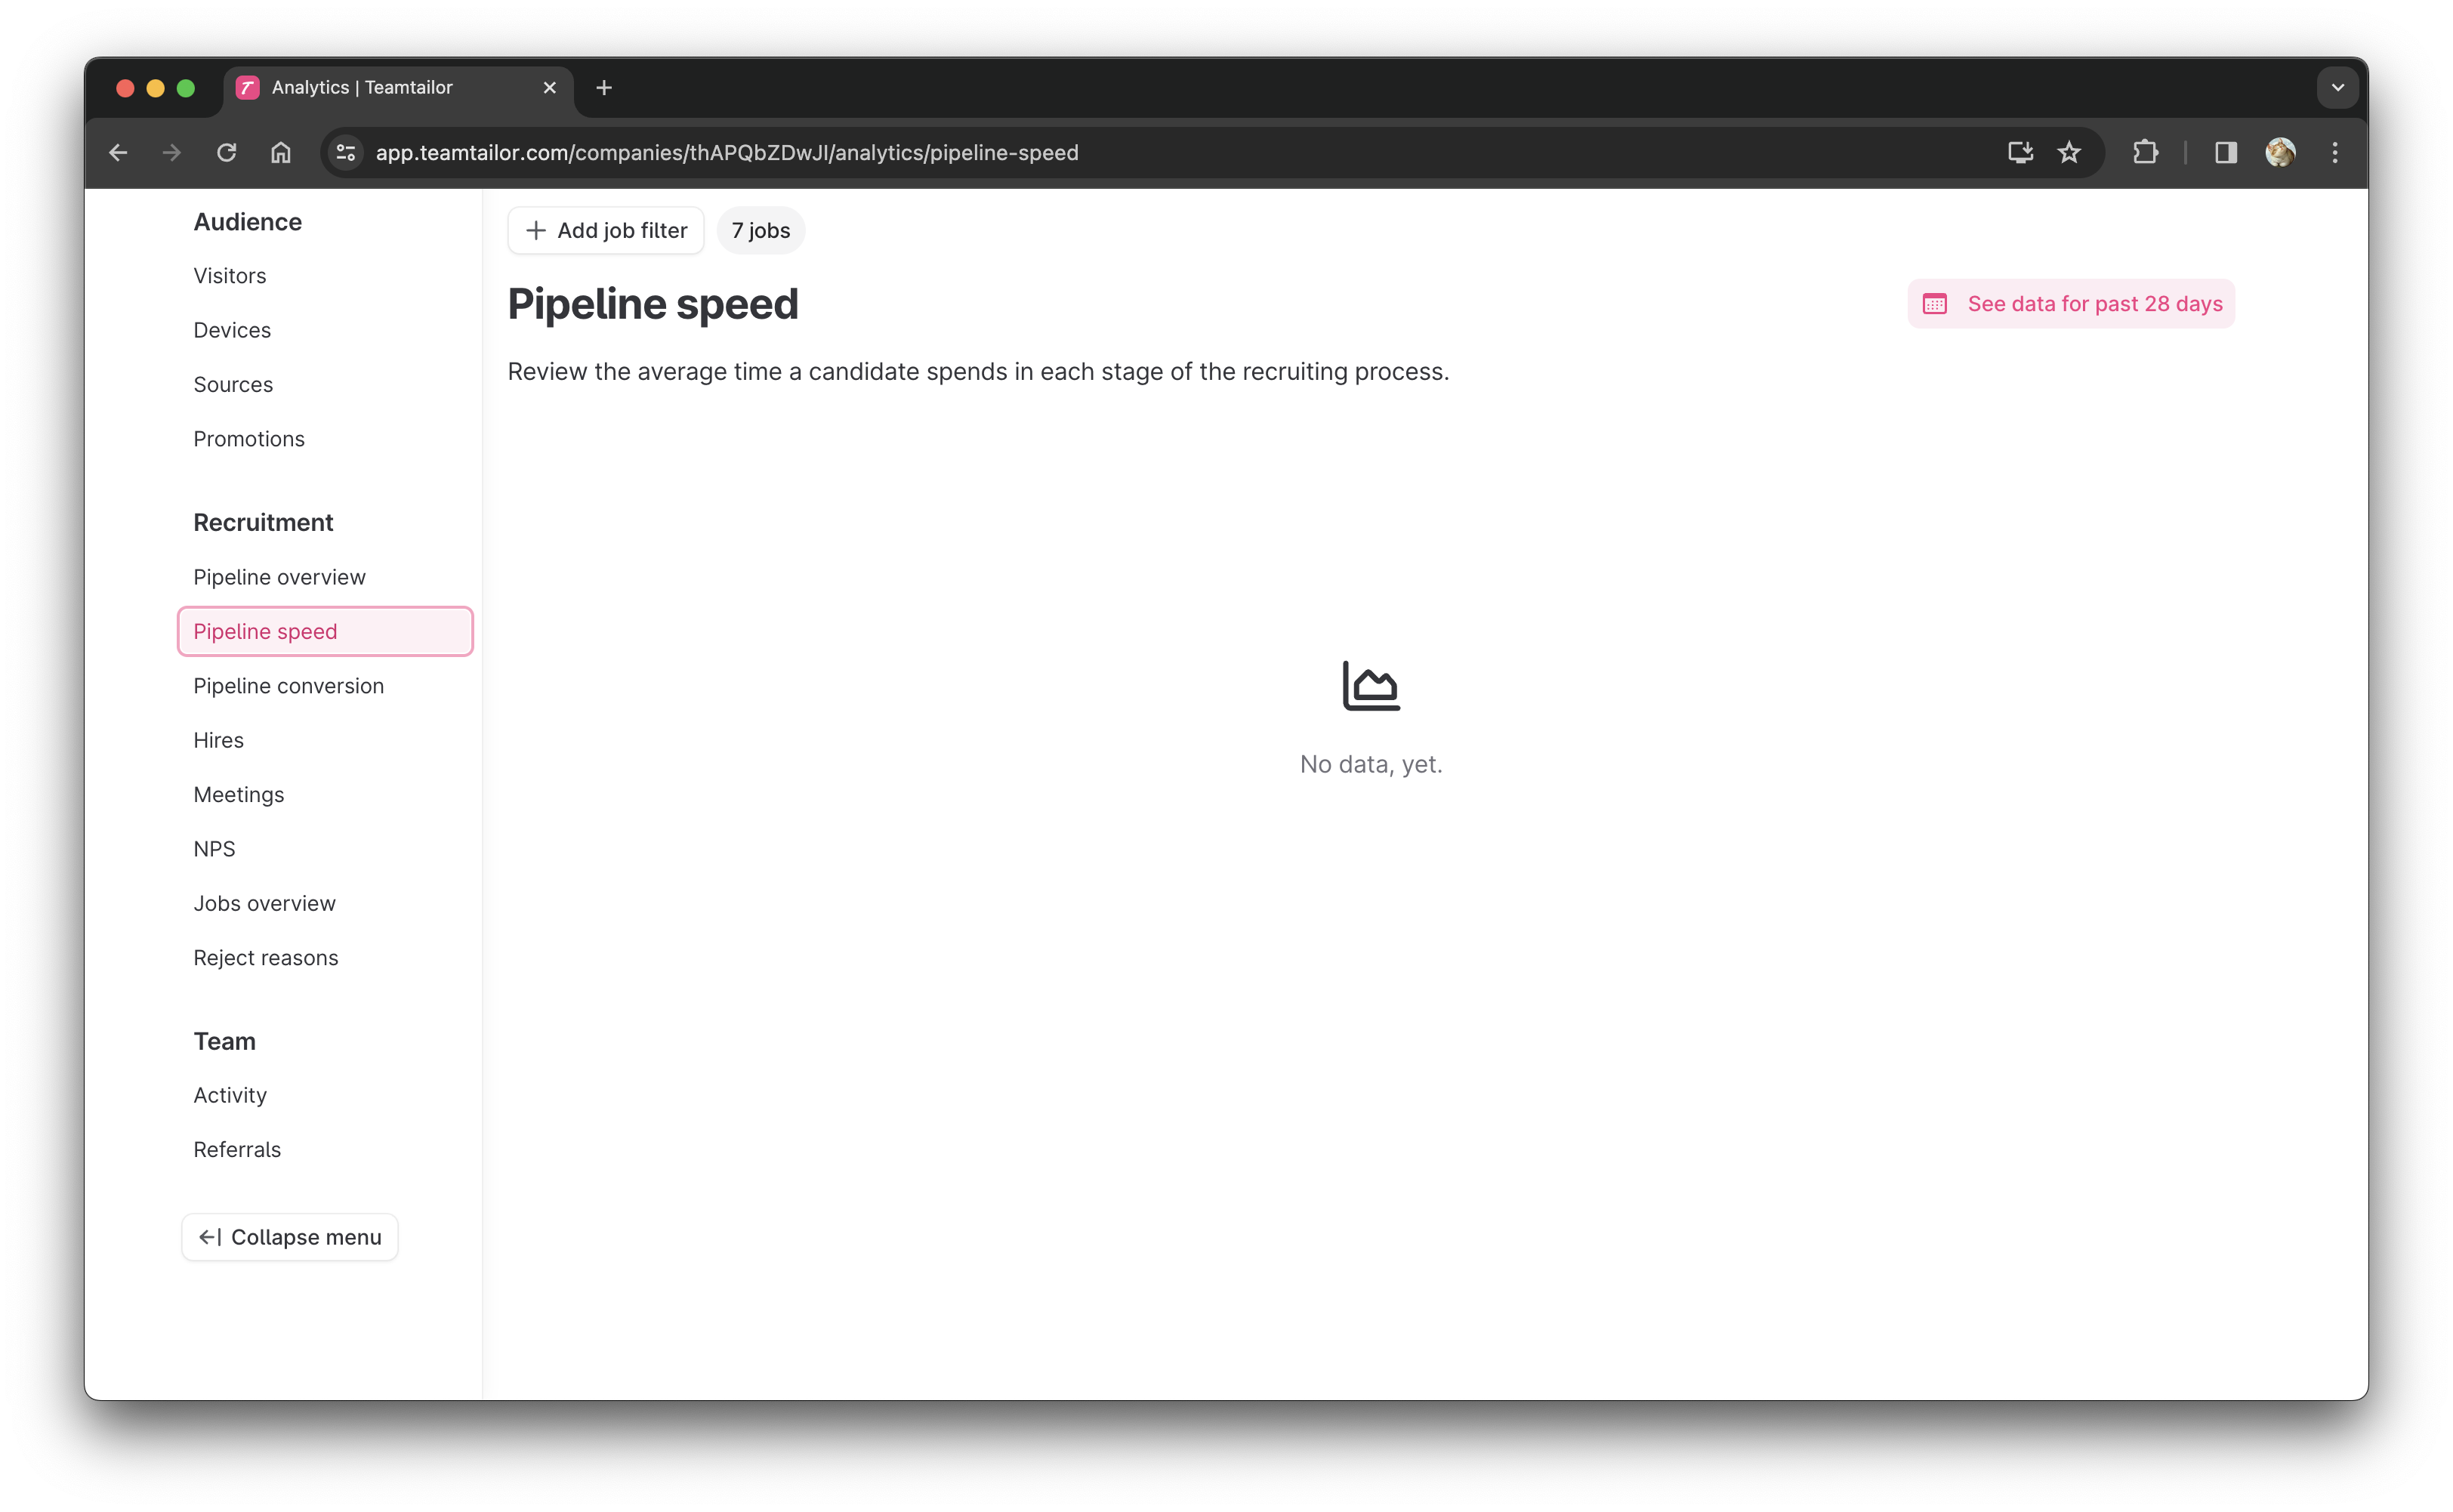 Analytics | Teamtailor
app.teamtailor.com/companies/thAPQbZDwJI/analytics/pipeline-speed
Audience
Visitors
Devices
Sources
Promotions
Recruitment
Pipeline overview
Pipeline speed
Pipeline conversion
Hires
Meetings
NPS
Jobs overview
Reject reasons
Team
Activity
Referrals
Collapse menu
Add job filter
7 jobs
Pipeline speed
See data for past 28 days
Review the average time a candidate spends in each stage of the recruiting process.
No data, yet.